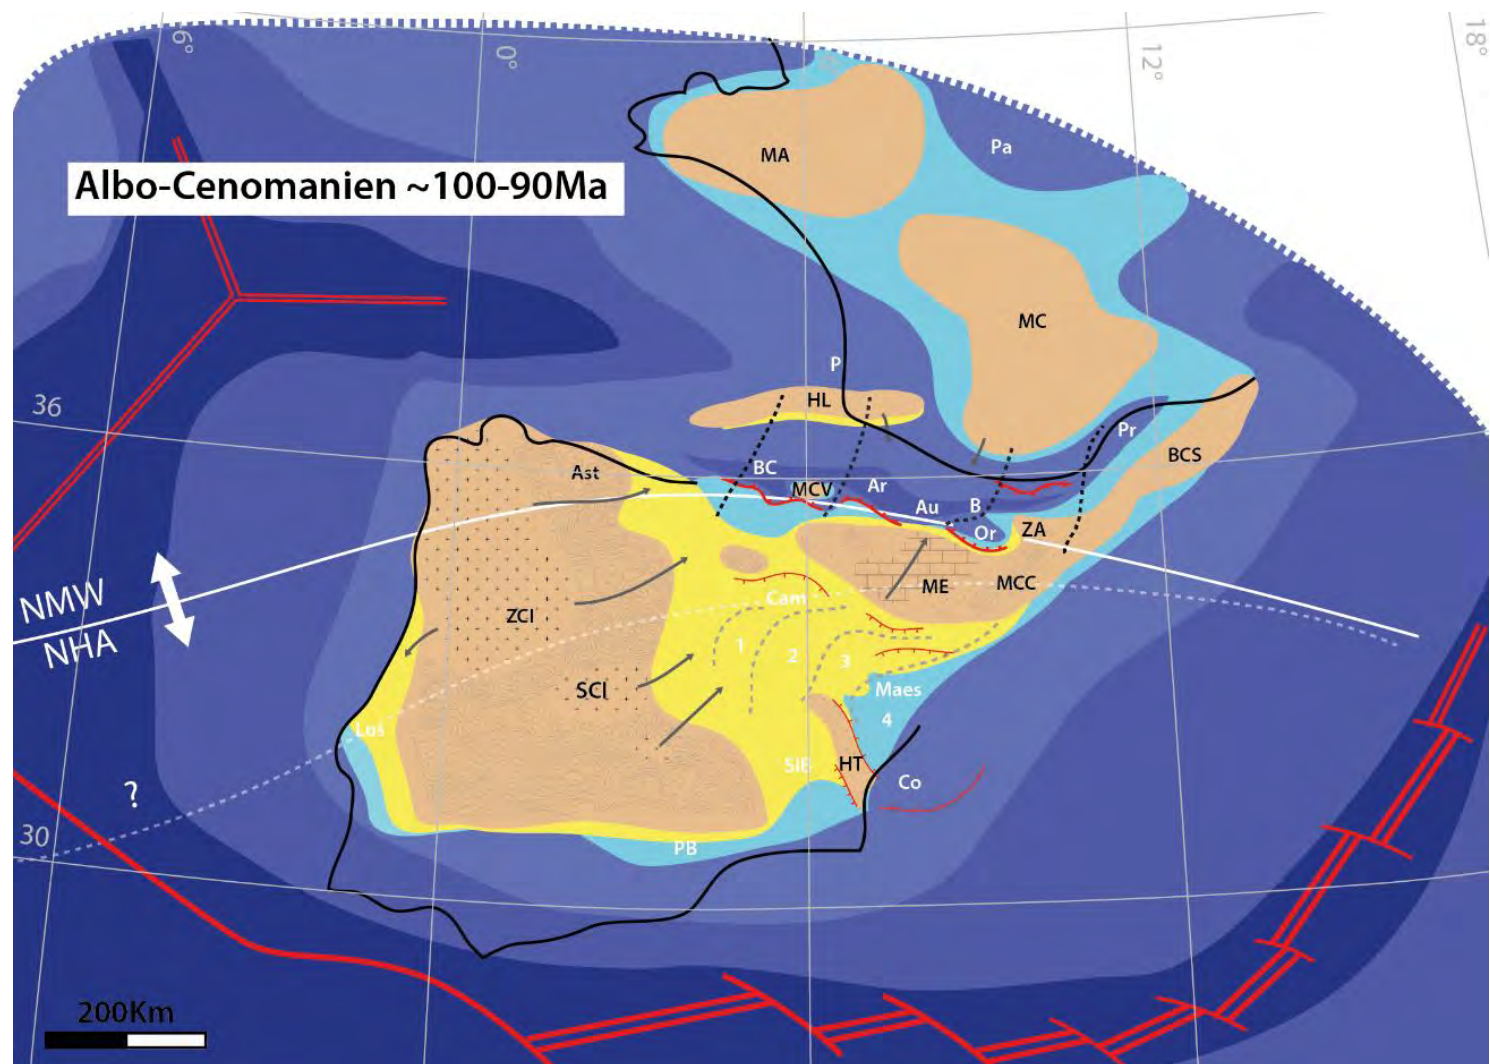 6°
0°
12°
18°
MA
Pa
Albo-Cenomanien ~100-90Ma
MC
P
36
HL
Pr
BCS
Ast
BC
MCV
Ar
Au
B
Or
ZA
NMW
NHA
ZCI
Cam
ME
MCC
1
2
3
SCI
Maes
4
Lus
SIB
HT
Co
?
30
PB
200Km